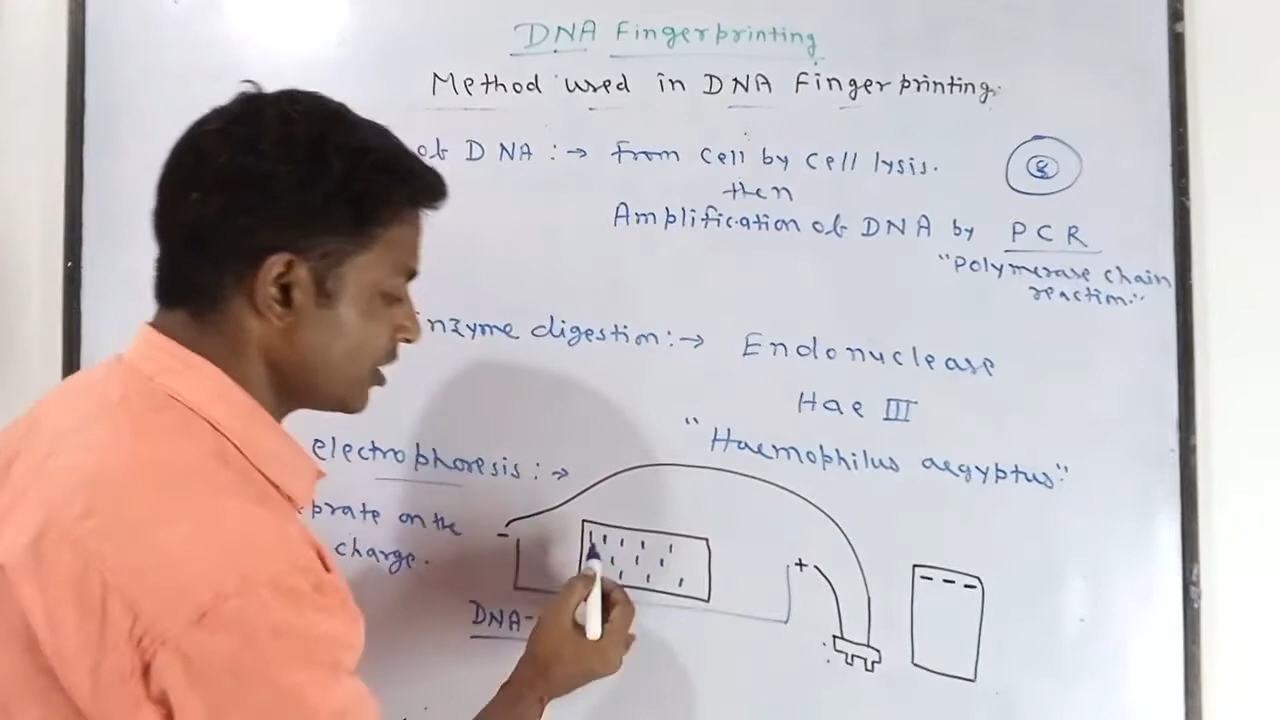 DNA Fingerprinting
Method used in DNA Fingerprinting.
of DNA :→ From cell by cell lysis.
then
Amplification of DNA by PCR
"Polymerase chain
reaction."
nzyme digestion :→ Endonuclease
Hae III
"Haemophilus aegyptus"
electrophoresis :→
prate on the
charge.
-
+
DNA-